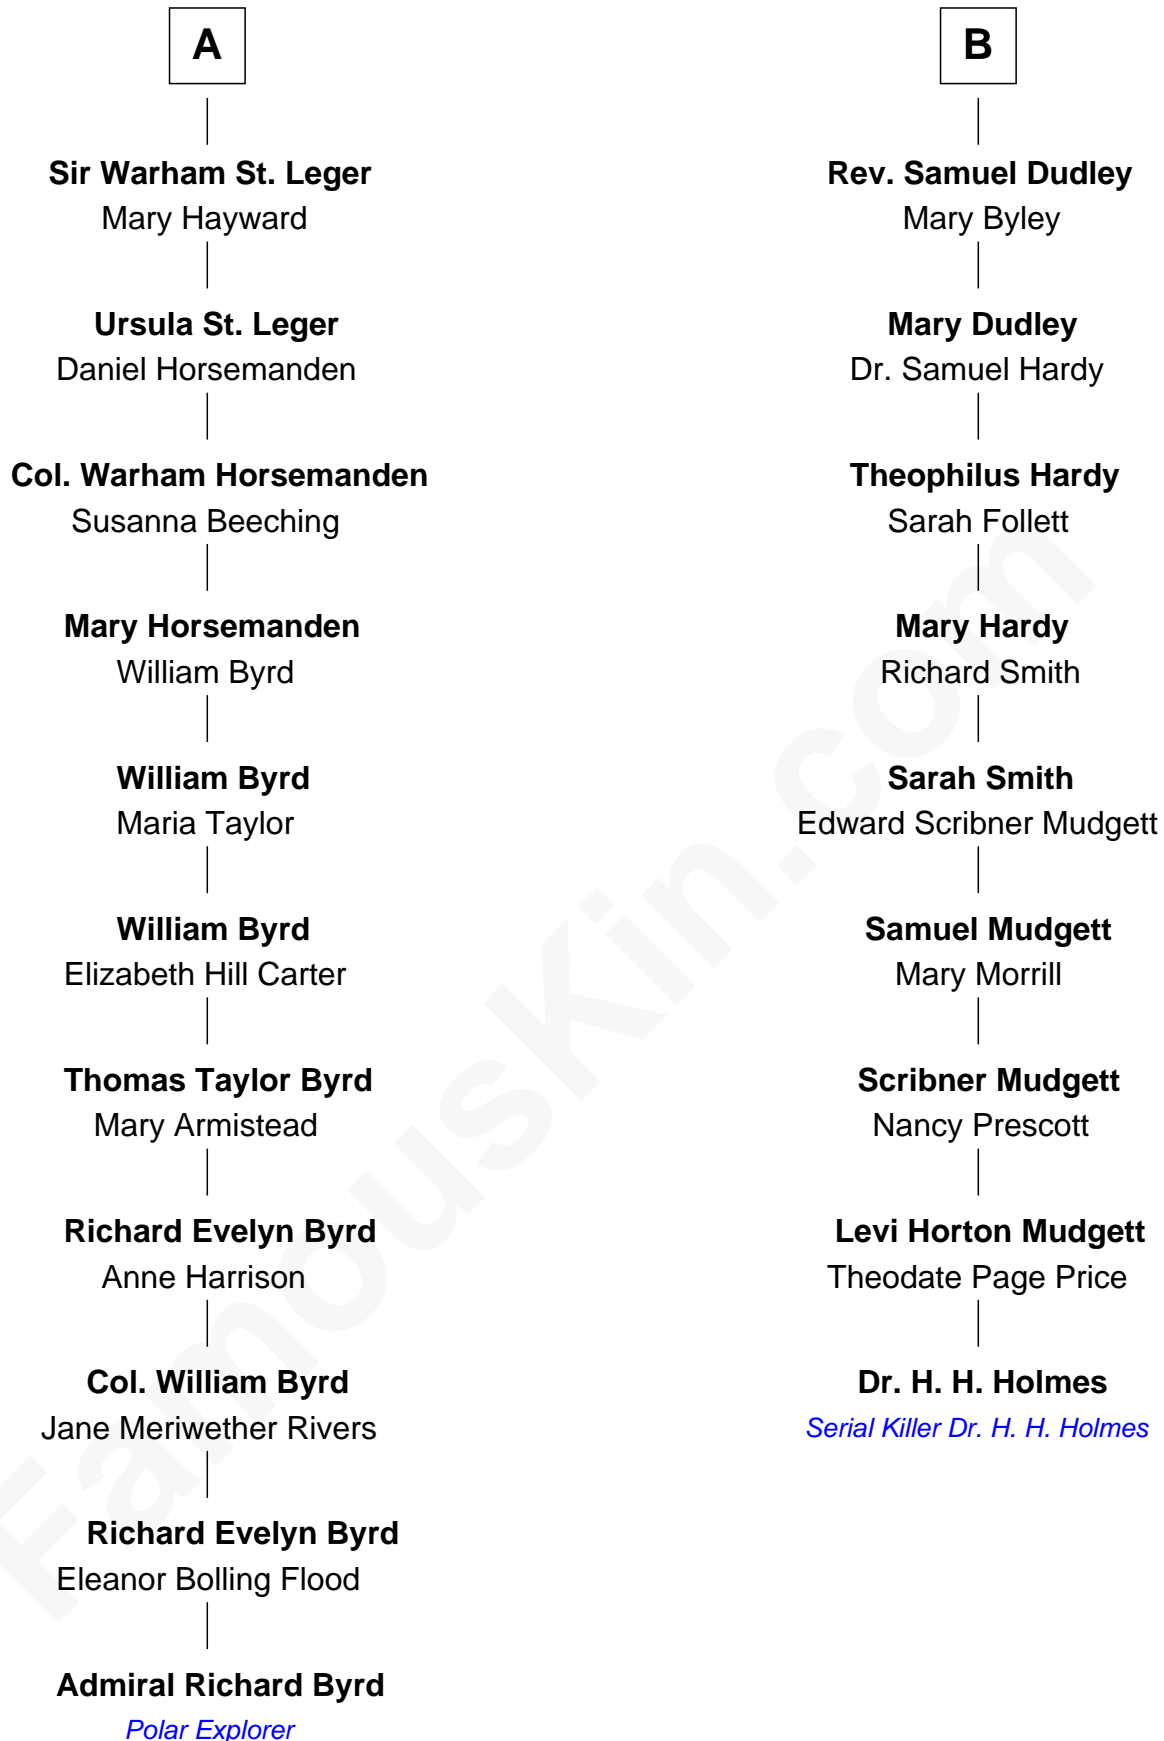 A
Sir Warham St. Leger
Mary Hayward
Ursula St. Leger
Daniel Horsemanden
Col. Warham Horsemanden
Susanna Beeching
Mary Horsemanden
William Byrd
William Byrd
Maria Taylor
William Byrd
Elizabeth Hill Carter
Thomas Taylor Byrd
Mary Armistead
Richard Evelyn Byrd
Anne Harrison
Col. William Byrd
Jane Meriwether Rivers
Richard Evelyn Byrd
Eleanor Bolling Flood
Admiral Richard Byrd
Polar Explorer
B
Rev. Samuel Dudley
Mary Byley
Mary Dudley
Dr. Samuel Hardy
Theophilus Hardy
Sarah Follett
Mary Hardy
Richard Smith
Sarah Smith
Edward Scribner Mudgett
Samuel Mudgett
Mary Morrill
Scribner Mudgett
Nancy Prescott
Levi Horton Mudgett
Theodate Page Price
Dr. H. H. Holmes
Serial Killer Dr. H. H. Holmes
FamousKin.com